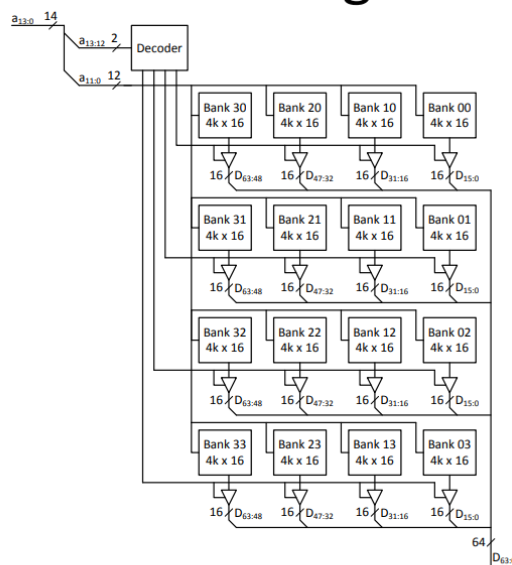 a13:0 14
a13:12 2
Decoder
a11:0 12
Bank 30 4k x 16
Bank 20 4k x 16
Bank 10 4k x 16
Bank 00 4k x 16
16 D63:48
16 D47:32
16 D31:16
16 D15:0
Bank 31 4k x 16
Bank 21 4k x 16
Bank 11 4k x 16
Bank 01 4k x 16
16 D63:48
16 D47:32
16 D31:16
16 D15:0
Bank 32 4k x 16
Bank 22 4k x 16
Bank 12 4k x 16
Bank 02 4k x 16
16 D63:48
16 D47:32
16 D31:16
16 D15:0
Bank 33 4k x 16
Bank 23 4k x 16
Bank 13 4k x 16
Bank 03 4k x 16
16 D63:48
16 D47:32
16 D31:16
16 D15:0
64